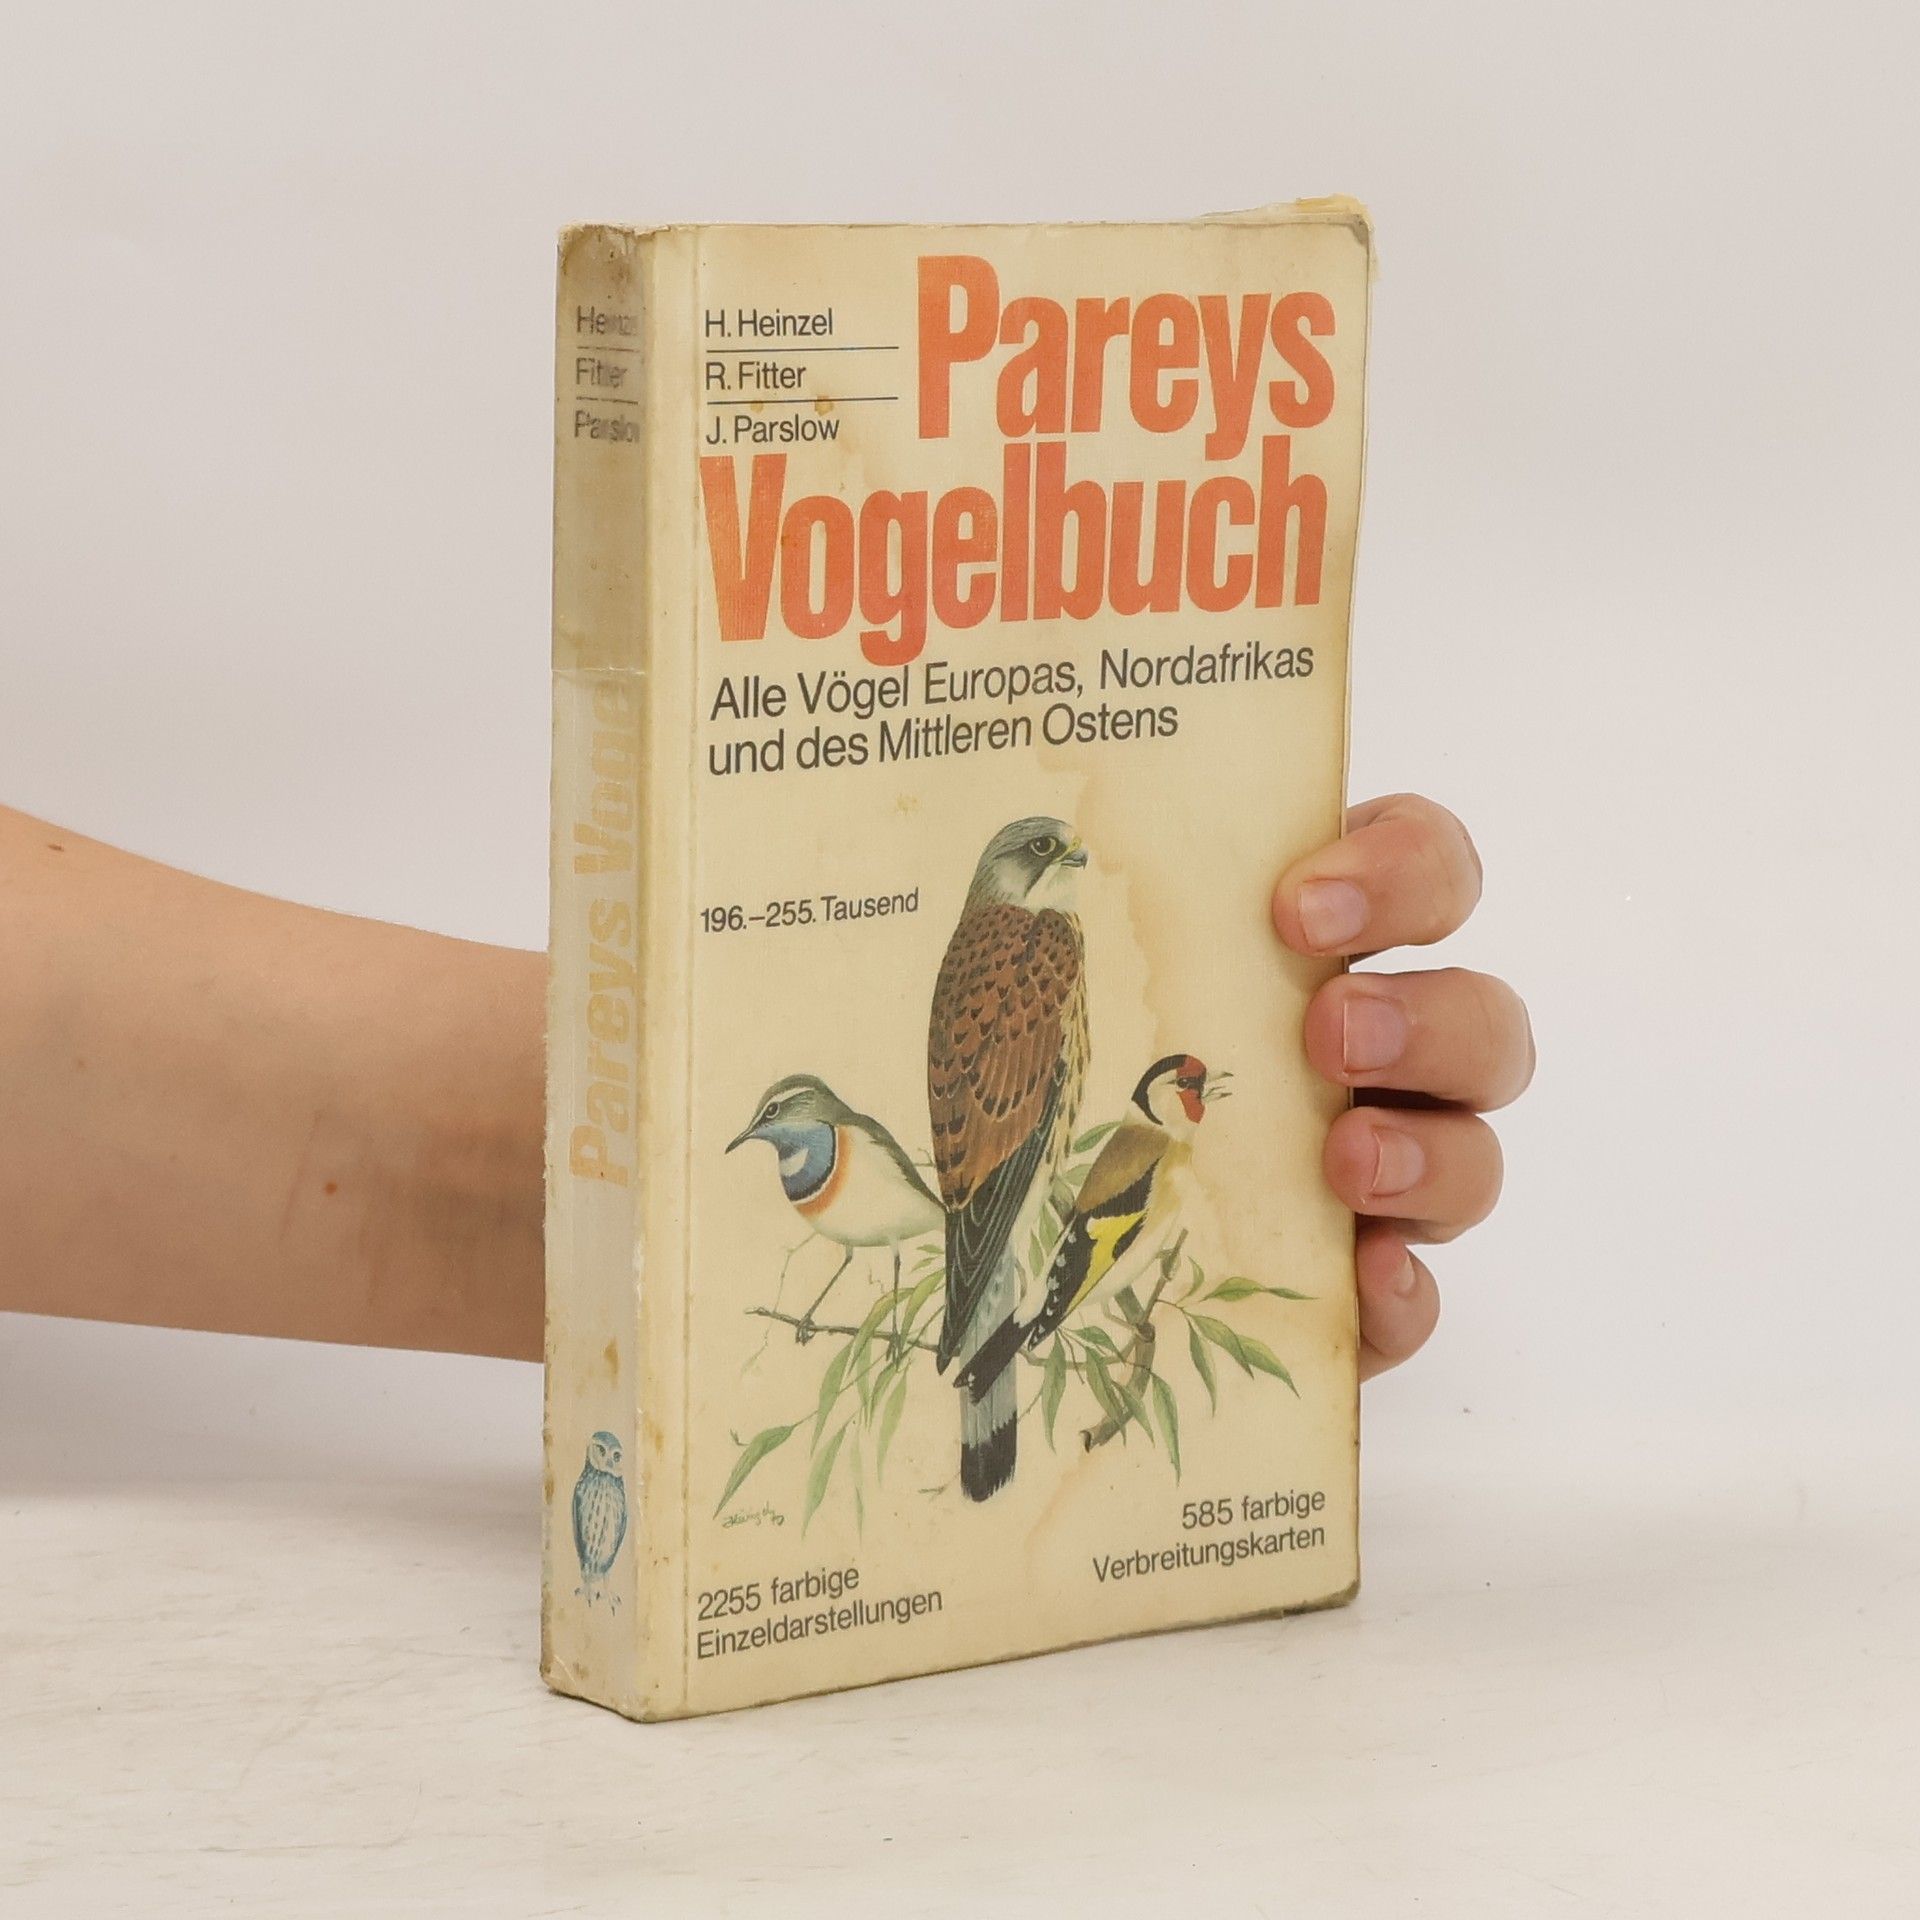 Heinzel
Fitter
Parslow
Pareys Vogel
H. Heinzel
R. Fitter
J. Parslow
Pareys
Vogelbuch
Alle Vögel Europas, Nordafrikas
und des Mittleren Ostens
196.–255. Tausend
585 farbige
Verbreitungskarten
2255 farbige
Einzeldarstellungen